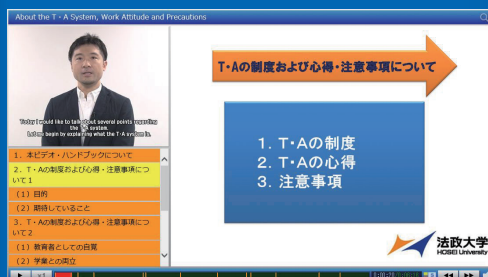 About the T・A System, Work Attitude and Precautions
Today I would like to talk about several points regarding
the T・A system.
Let me begin by explaining what the T・A system is.
1．本ビデオ・ハンドブックについて
2．T・Aの制度および心得・注意事項につ
いて1
（1）目的
（2）期待していること
3．T・Aの制度および心得・注意事項につ
いて2
（1）教育者としての自覚
（2）学業との両立
T・Aの制度および心得・注意事項について
1. T・Aの制度
2. T・Aの心得
3. 注意事項
法政大学
HOSEI University